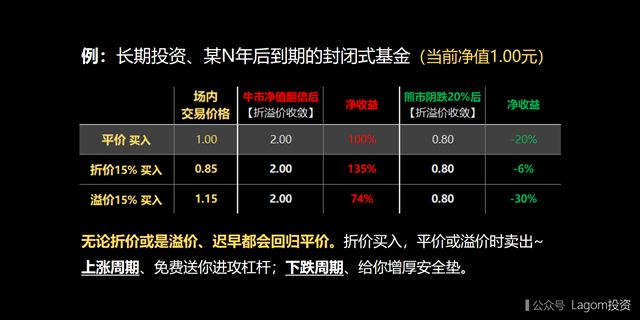 例：长期投资、某N年后到期的封闭式基金（当前净值1.00元）
场内交易价格 牛市净值翻倍后【折溢价收敛】 净收益 熊市阴跌20%后【折溢价收敛】 净收益
平价 买入 1.00 2.00 100% 0.80 -20%
折价15% 买入 0.85 2.00 135% 0.80 -6%
溢价15% 买入 1.15 2.00 74% 0.80 -30%
无论折价或是溢价、迟早都会回归平价。折价买入，平价或溢价时卖出~
上涨周期、免费送你进攻杠杆；下跌周期、给你增厚安全垫。
公众号 Lagom投资